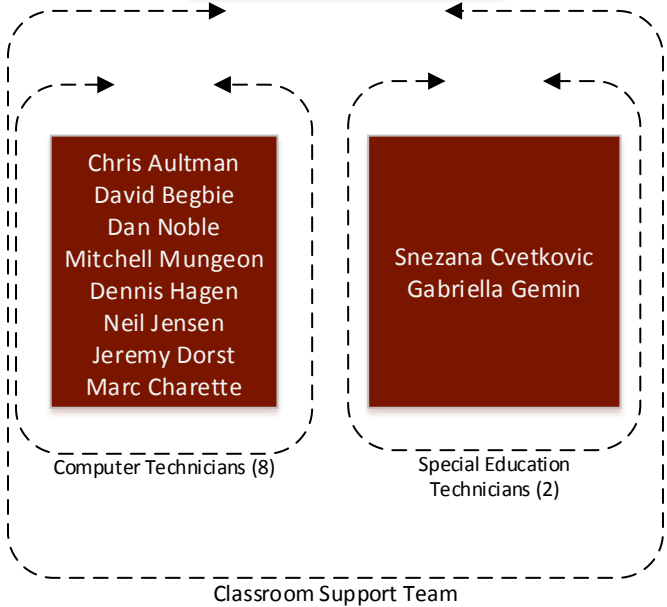 Chris Aultman
David Begbie
Dan Noble
Mitchell Mungeon
Dennis Hagen
Neil Jensen
Jeremy Dorst
Marc Charette
Computer Technicians (8)
Snezana Cvetkovic
Gabriella Gemin
Special Education
Technicians (2)
Classroom Support Team